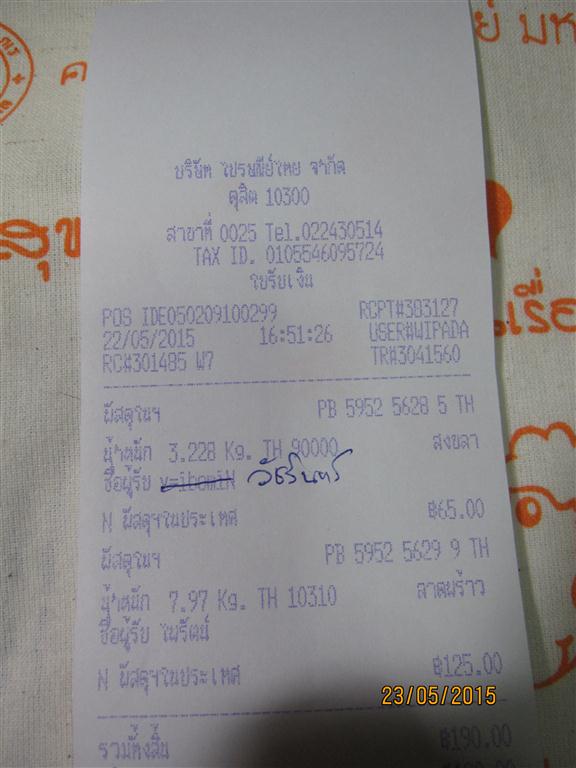 บริษัท ไปรษณีย์ไทย จำกัด
ดุสิต 10300
สาขาที่ 0025 Tel.022430514
TAX ID. 0105546095724
ใบรับเงิน
POS IDE050209100299 RCPT#383127
22/05/2015 16:51:26 USER#WIPADA
RC#301485 W7 TR#3041560
พัสดุในฯ PB 5952 5628 5 TH
น้ำหนัก 3.228 Kg. TH 90000 สงขลา
ชื่อผู้รับ
N พัสดุฯในประเทศ ฿65.00
พัสดุในฯ PB 5952 5629 9 TH
น้ำหนัก 7.97 Kg. TH 10310 ลาดพร้าว
ชื่อผู้รับ ไพรัตน์
N พัสดุฯในประเทศ ฿125.00
23/05/2015
รวมทั้งสิ้น ฿190.00